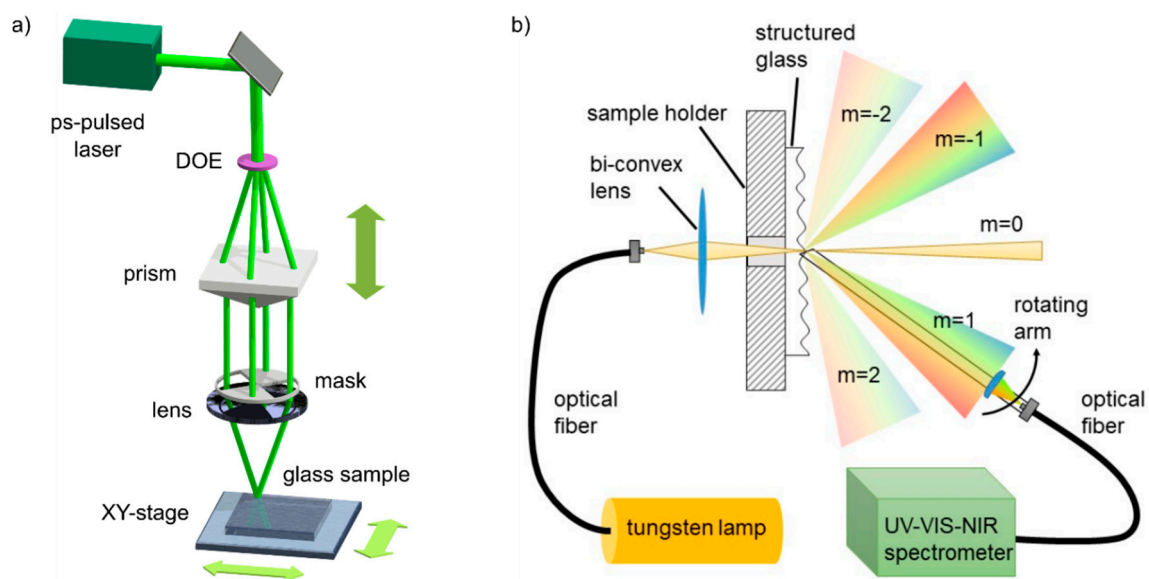 a)
ps-pulsed
laser
DOE
prism
mask
lens
glass sample
XY-stage
b)
structured
glass
sample holder
bi-convex
lens
m=-2
m=-1
m=0
m=1
m=2
rotating
arm
optical
fiber
optical
fiber
tungsten lamp
UV-VIS-NIR
spectrometer